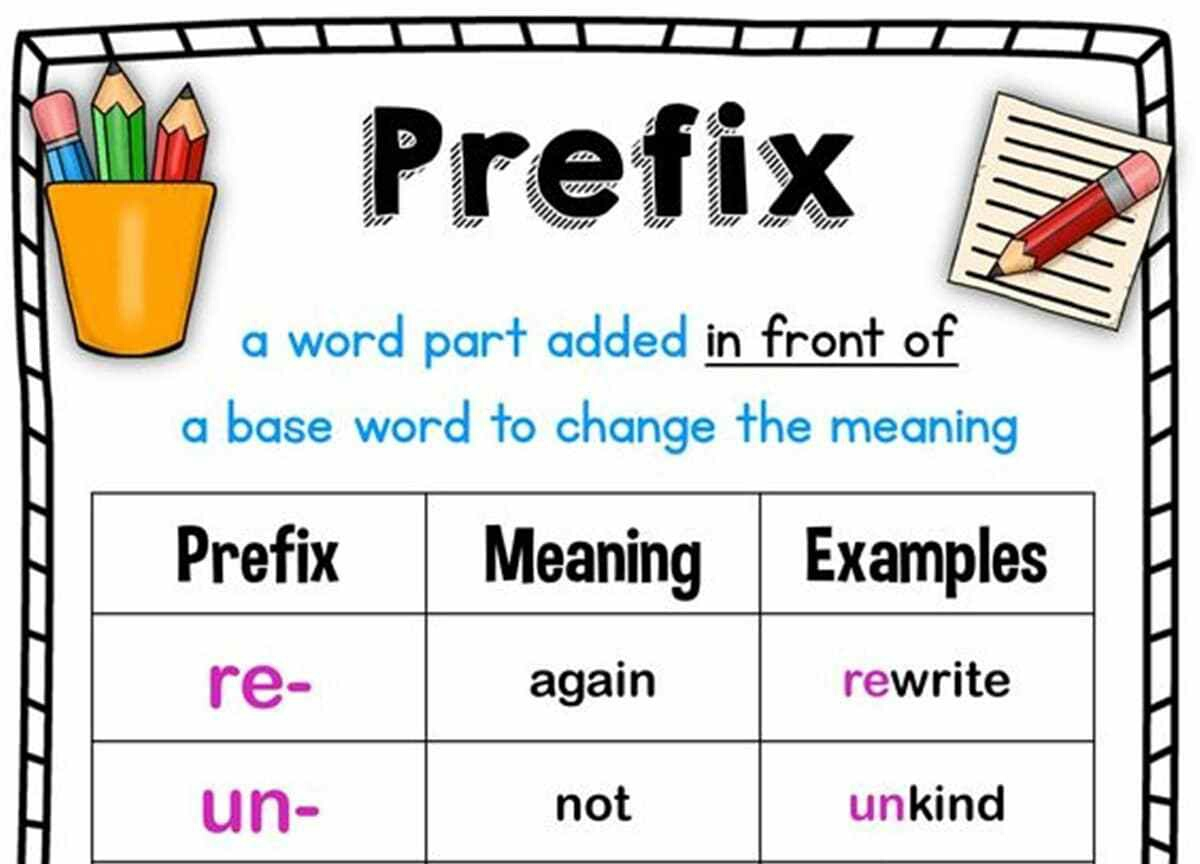 Prefix
a word part added in front of
a base word to change the meaning
Prefix Meaning Examples
re- again rewrite
un- not unkind